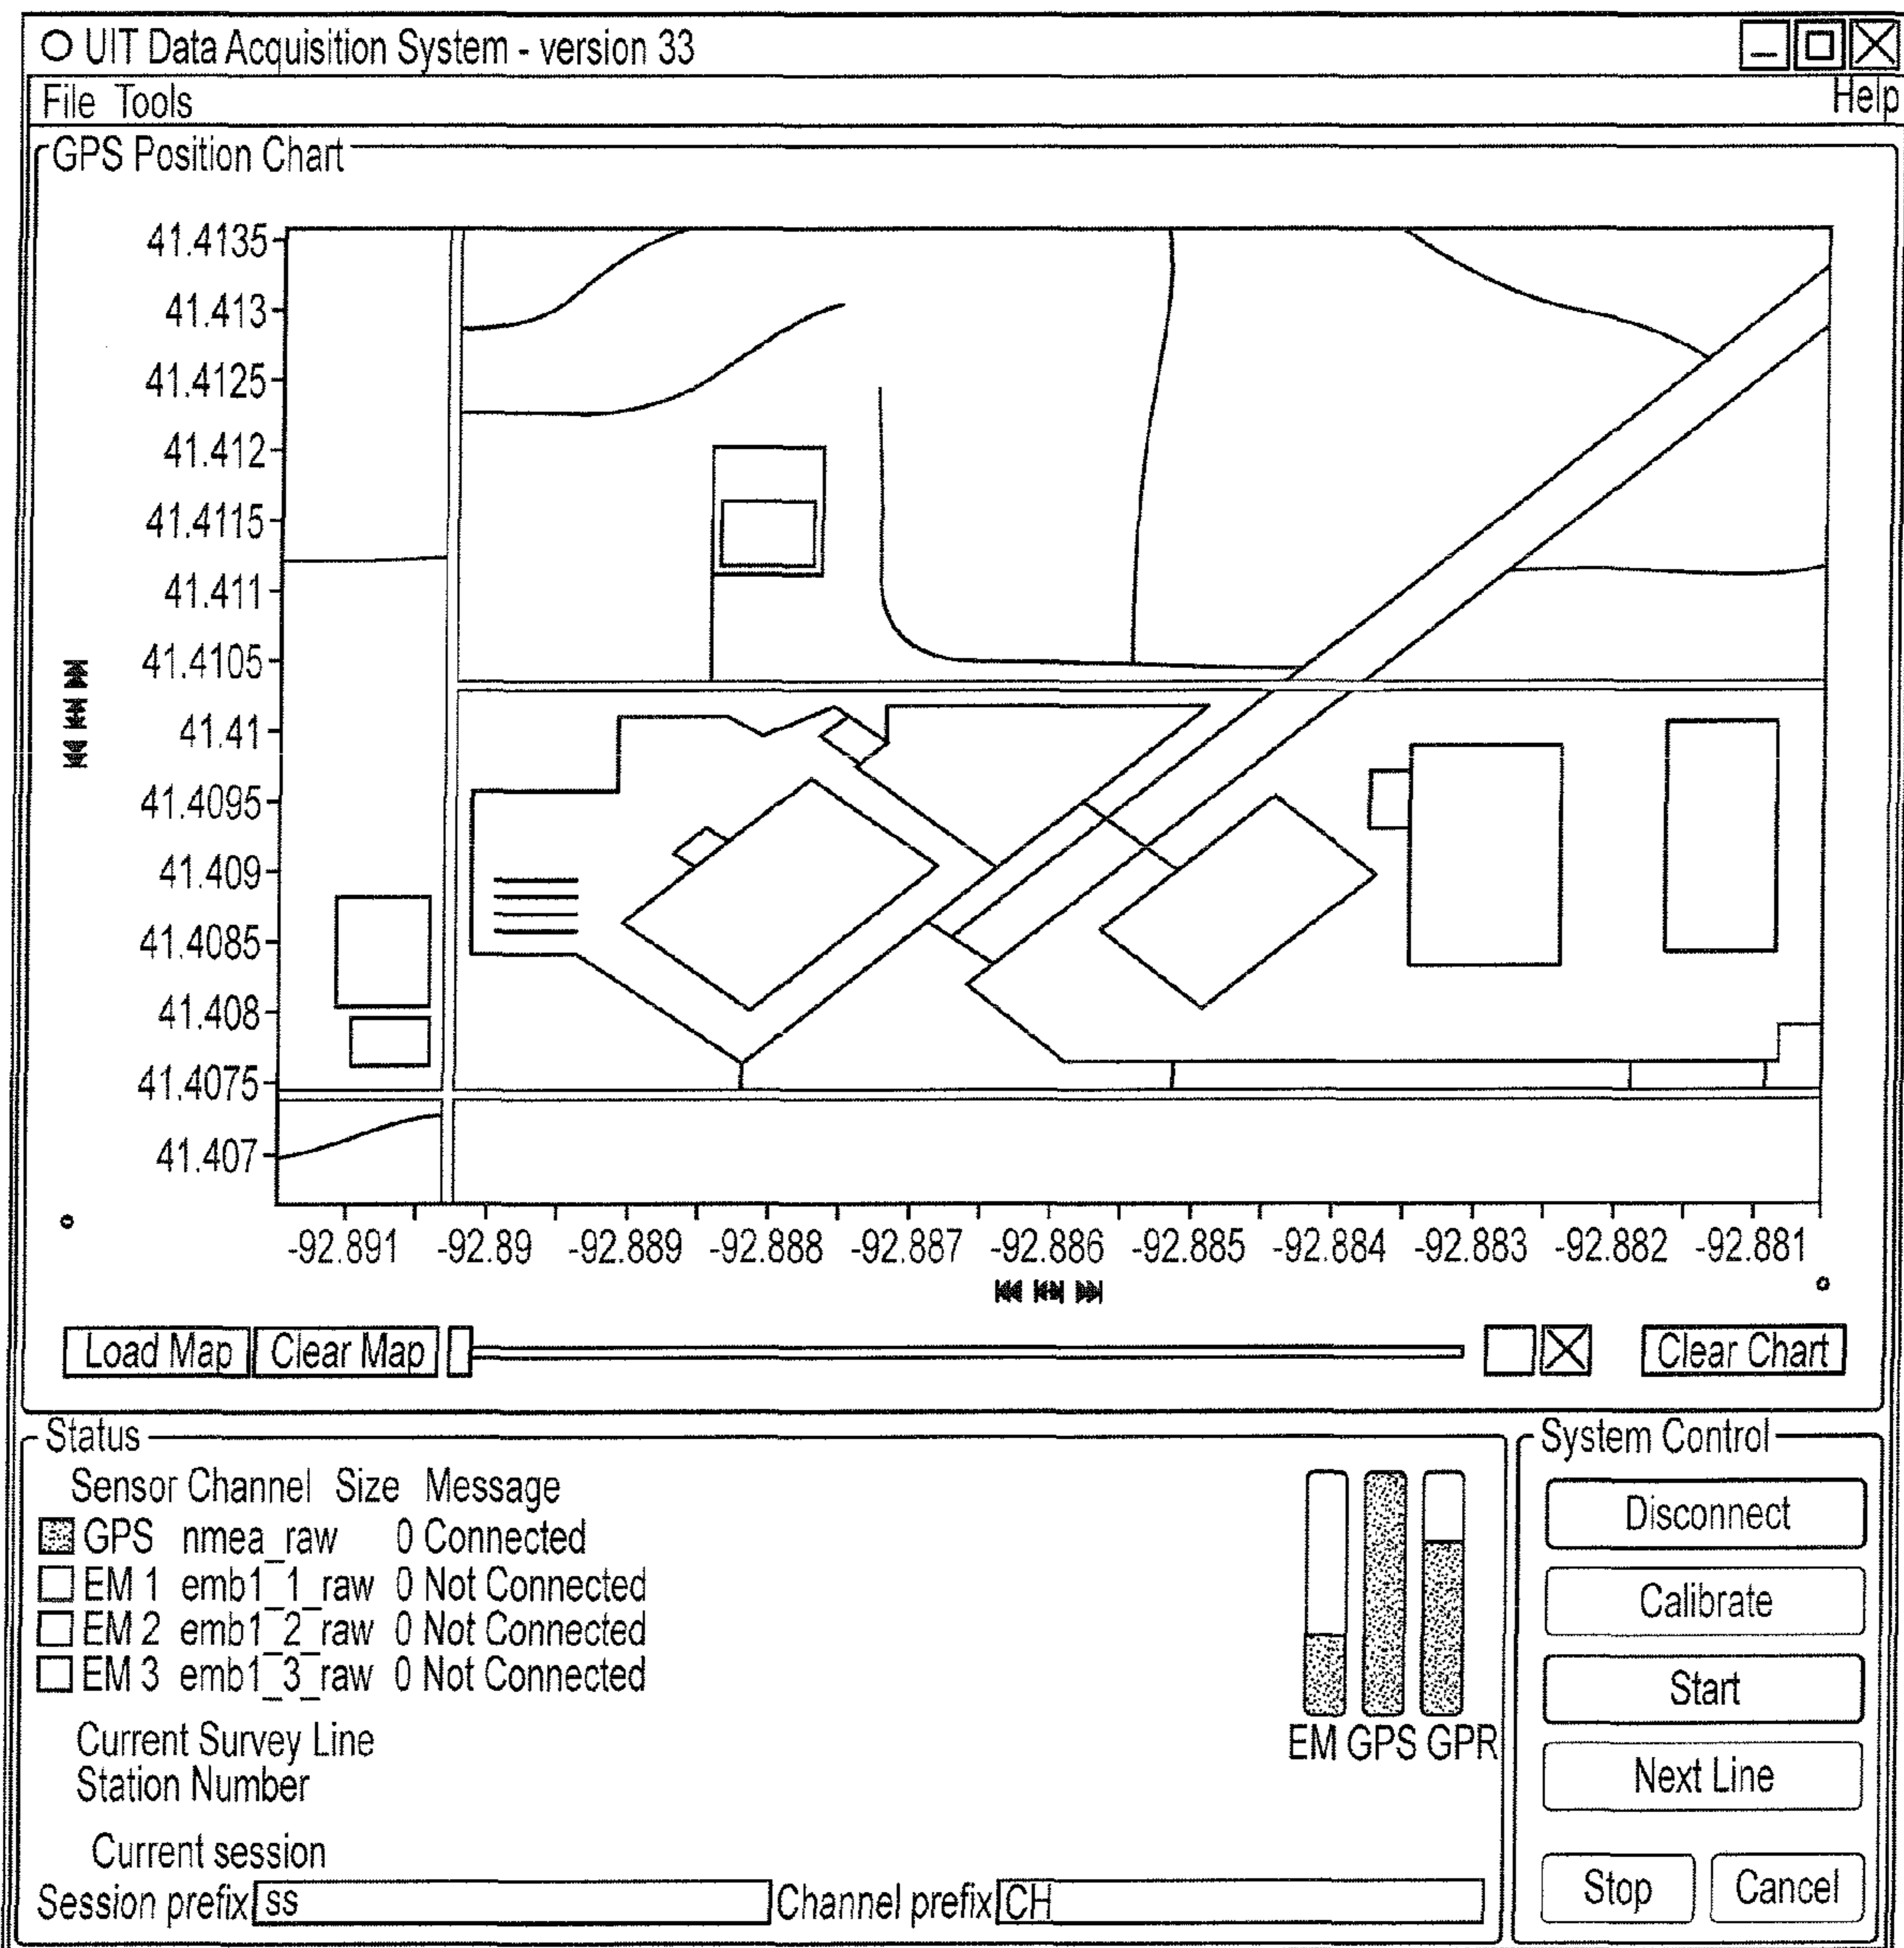 UIT Data Acquisition System - version 33
File Tools Help
GPS Position Chart
41.4135
41.413
41.4125
41.412
41.4115
41.411
41.4105
41.41
41.4095
41.409
41.4085
41.408
41.4075
41.407
-92.891 -92.89 -92.889 -92.888 -92.887 -92.886 -92.885 -92.884 -92.883 -92.882 -92.881
Load Map Clear Map Clear Chart
Status
Sensor Channel Size Message
GPS nmea_raw 0 Connected
EM 1 emb1_1_raw 0 Not Connected
EM 2 emb1_2_raw 0 Not Connected
EM 3 emb1_3_raw 0 Not Connected
EM GPS GPR
Current Survey Line
Station Number
Current session
Session prefix ss Channel prefix CH
System Control
Disconnect
Calibrate
Start
Next Line
Stop Cancel